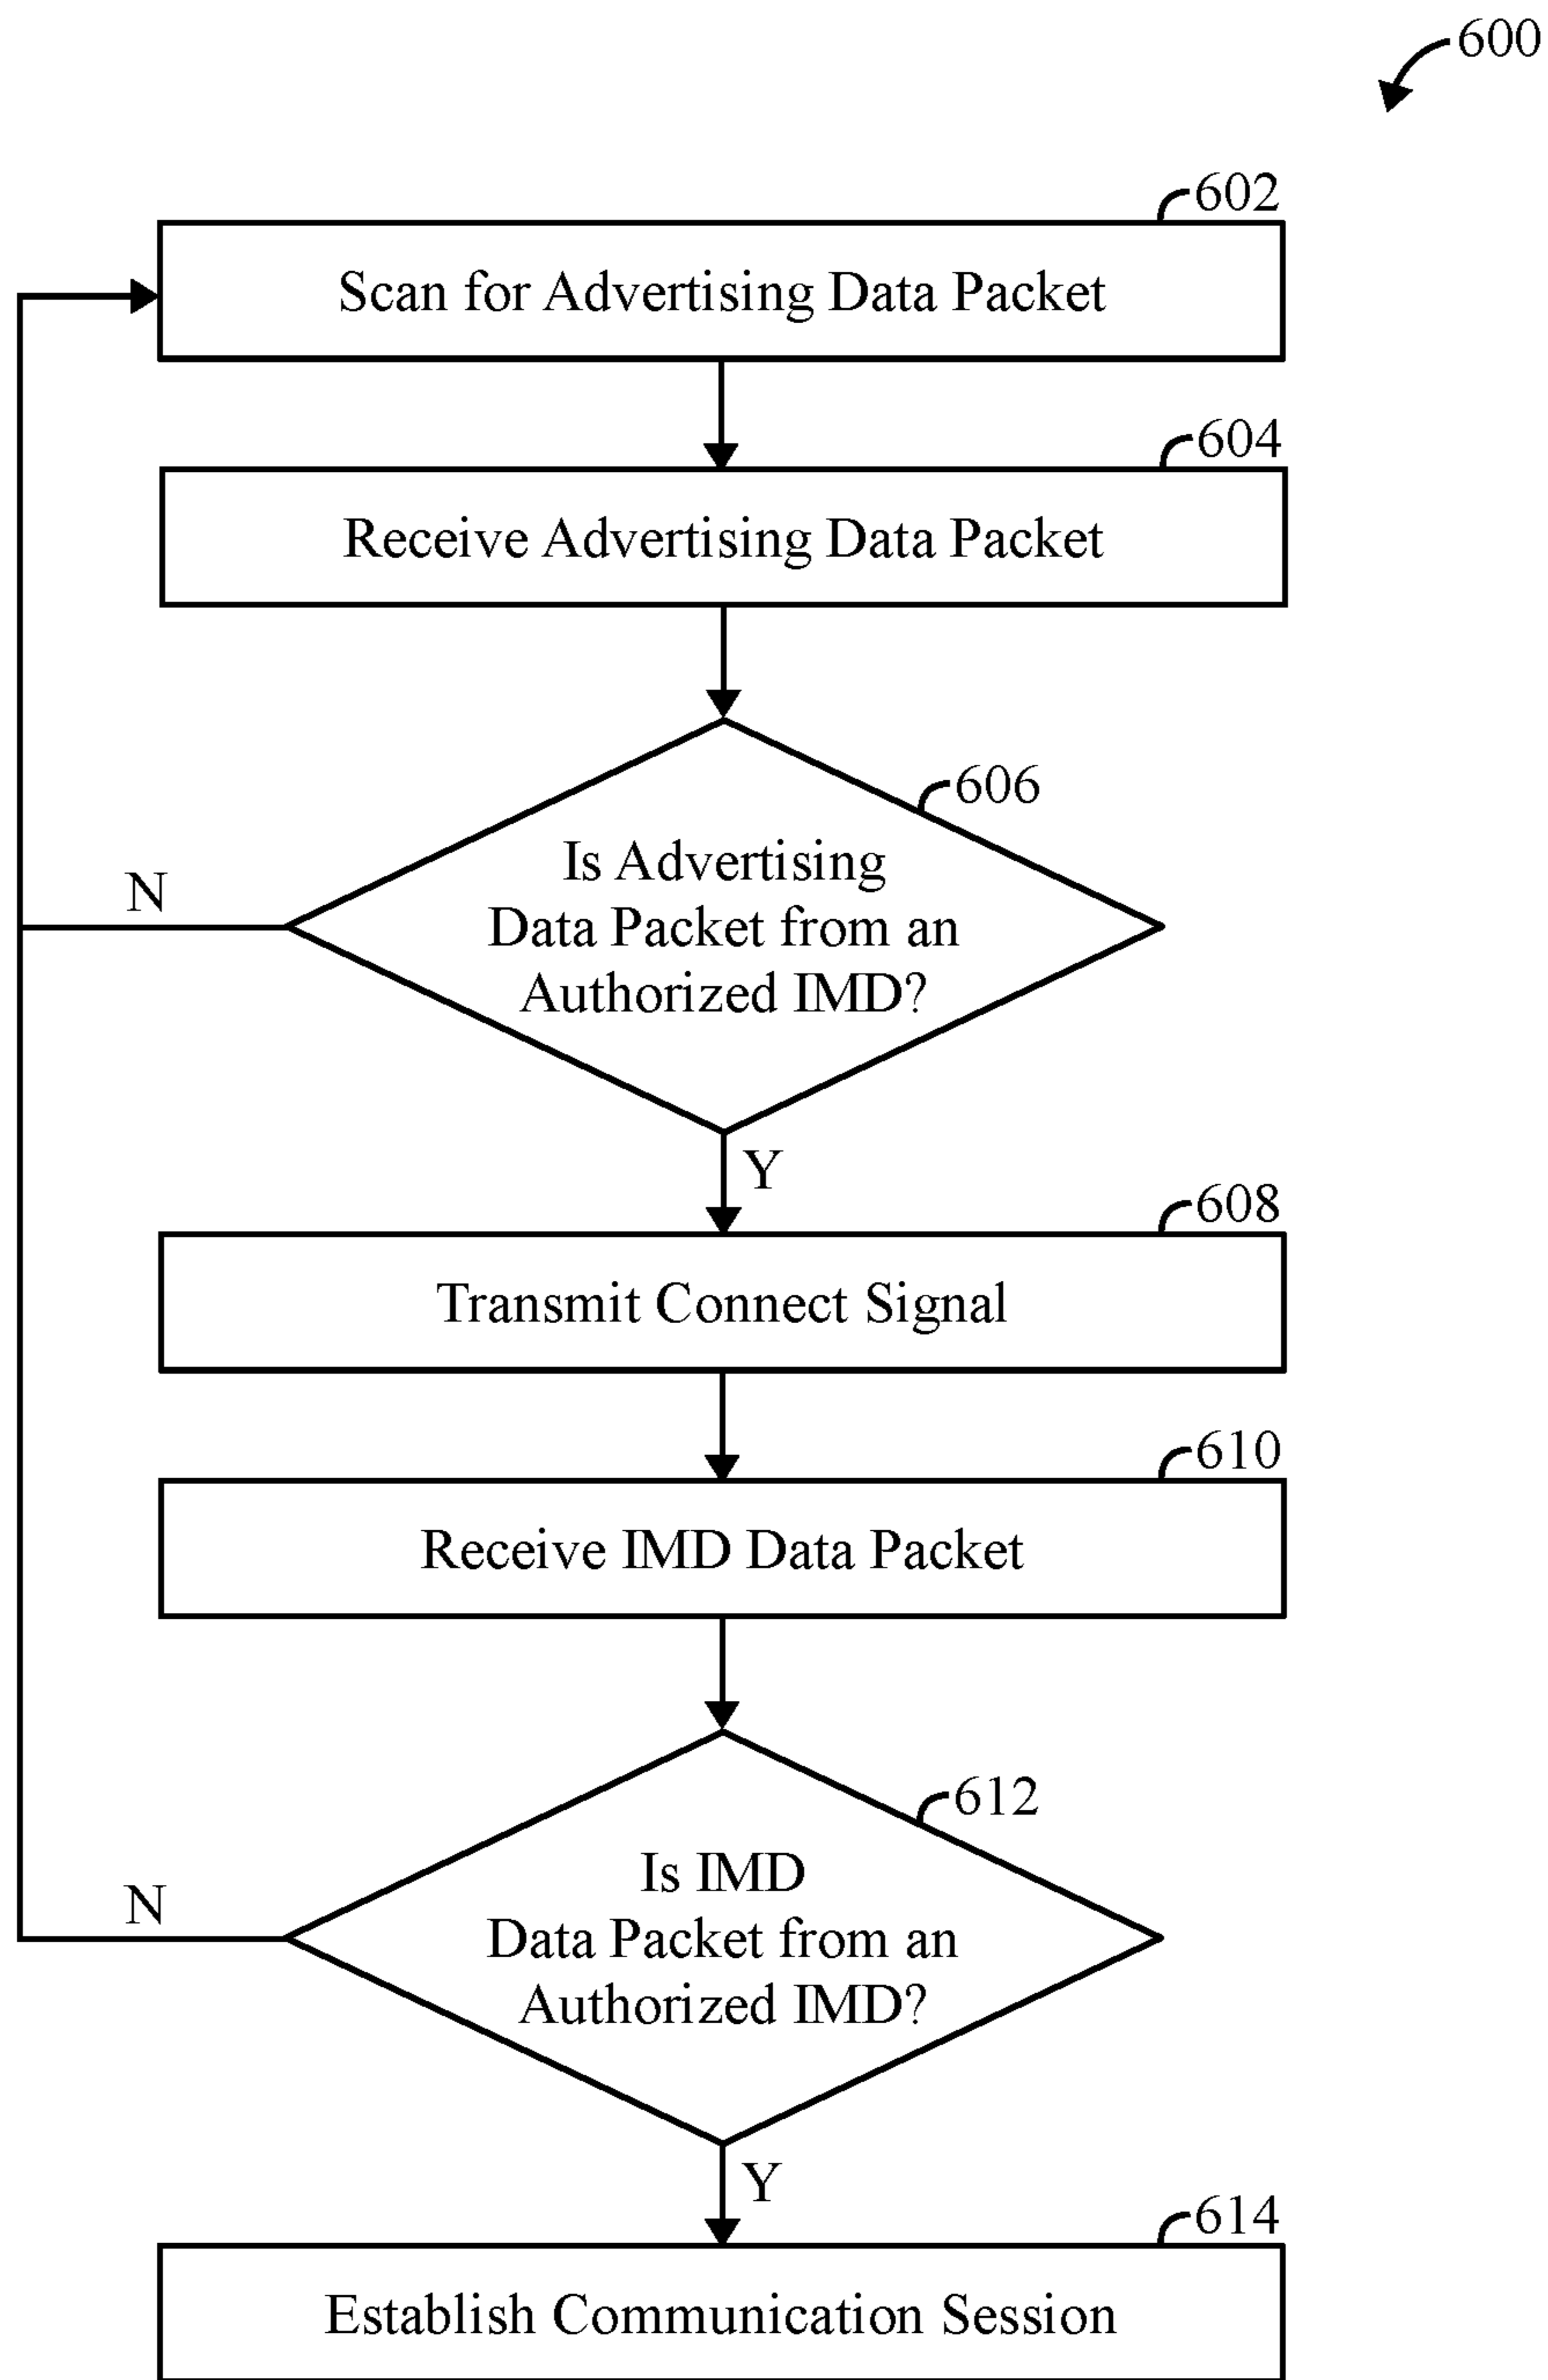 600
602
Scan for Advertising Data Packet
604
Receive Advertising Data Packet
606
Is Advertising
Data Packet from an
Authorized IMD?
N
Y
608
Transmit Connect Signal
610
Receive IMD Data Packet
612
Is IMD
Data Packet from an
Authorized IMD?
N
Y
614
Establish Communication Session